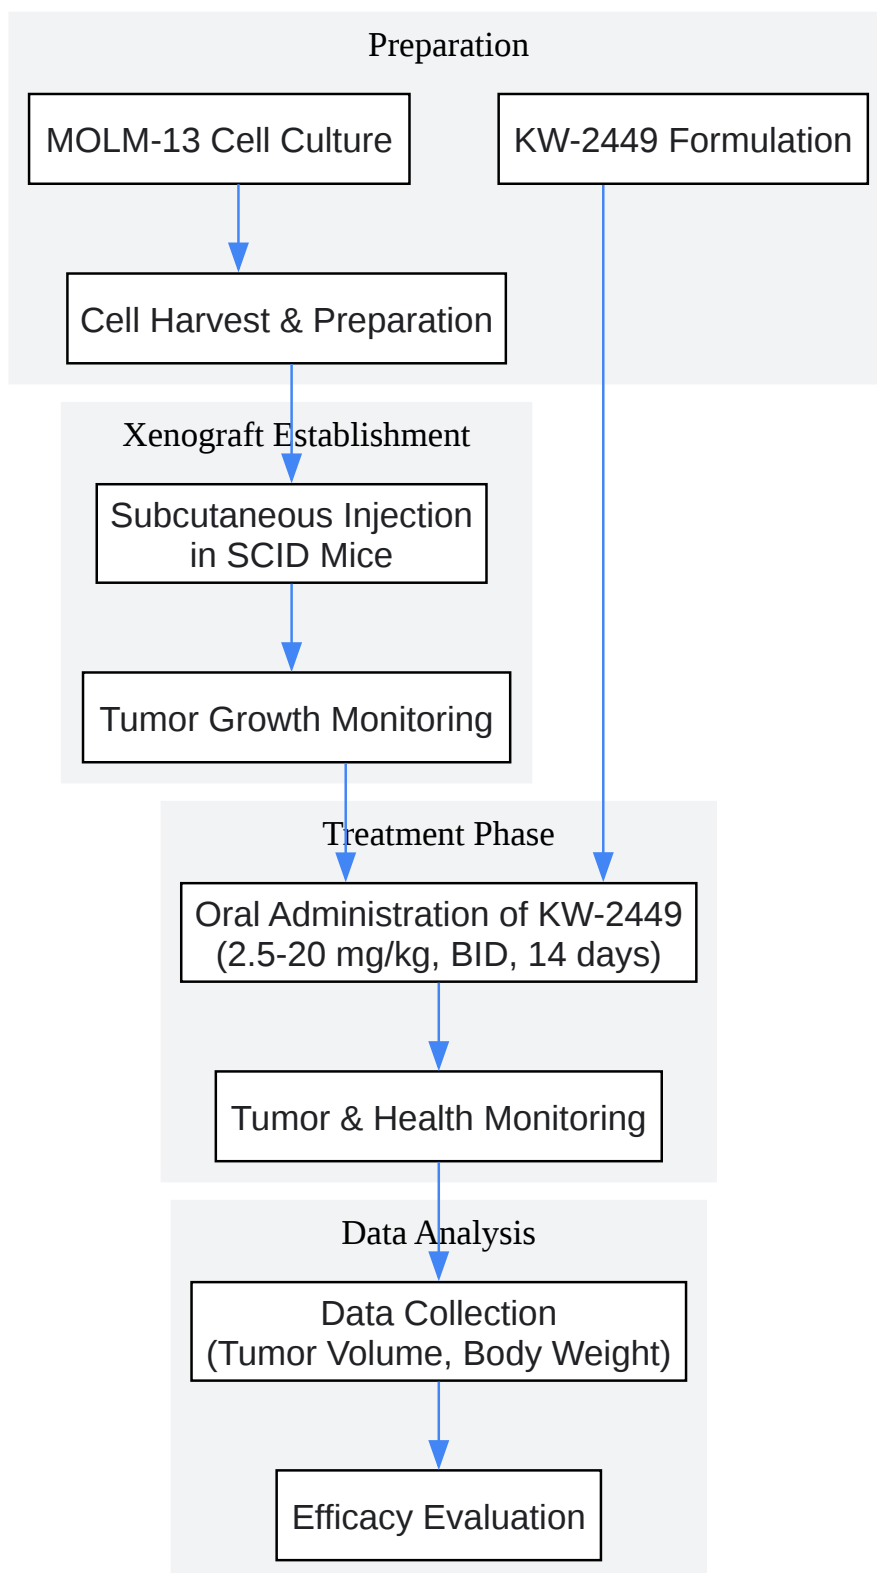 Preparation
MOLM-13 Cell Culture
KW-2449 Formulation
Cell Harvest & Preparation
Xenograft Establishment
Subcutaneous Injection
in SCID Mice
Tumor Growth Monitoring
Treatment Phase
Oral Administration of KW-2449
(2.5-20 mg/kg, BID, 14 days)
Tumor & Health Monitoring
Data Analysis
Data Collection
(Tumor Volume, Body Weight)
Efficacy Evaluation